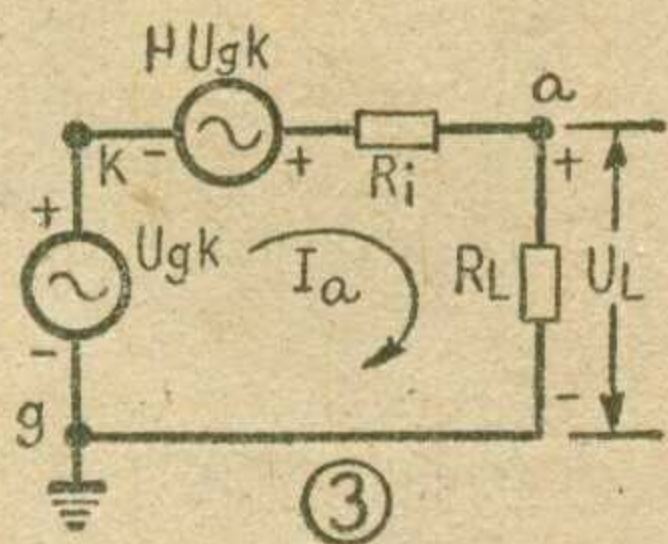 μUgk
a
K - + Ri +
+ Ugk Ia RL UL
-
g -
③